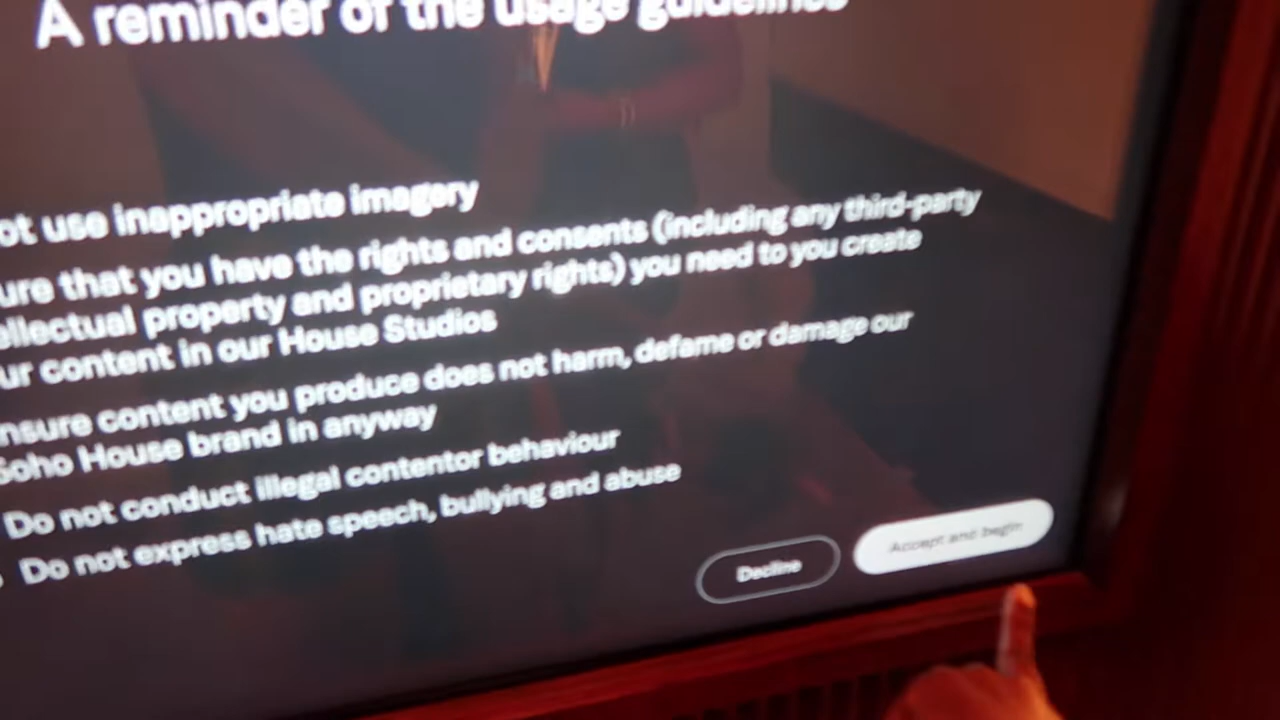 A reminder of the usage guidelines
ot use inappropriate imagery
ure that you have the rights and consents (including any third-party
ellectual property and proprietary rights) you need to you create
ur content in our House Studios
nsure content you produce does not harm, defame or damage our
Soho House brand in anyway
Do not conduct illegal contentor behaviour
Do not express hate speech, bullying and abuse
Decline
Accept and begin